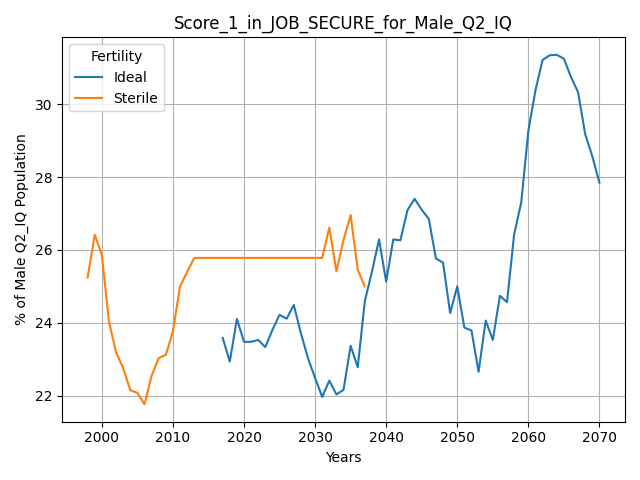 Score_1_in_JOB_SECURE_for_Male_Q2_IQ
Fertility
Ideal
Sterile
% of Male Q2_IQ Population
30
28
26
24
22
2000 2010 2020 2030 2040 2050 2060 2070
Years